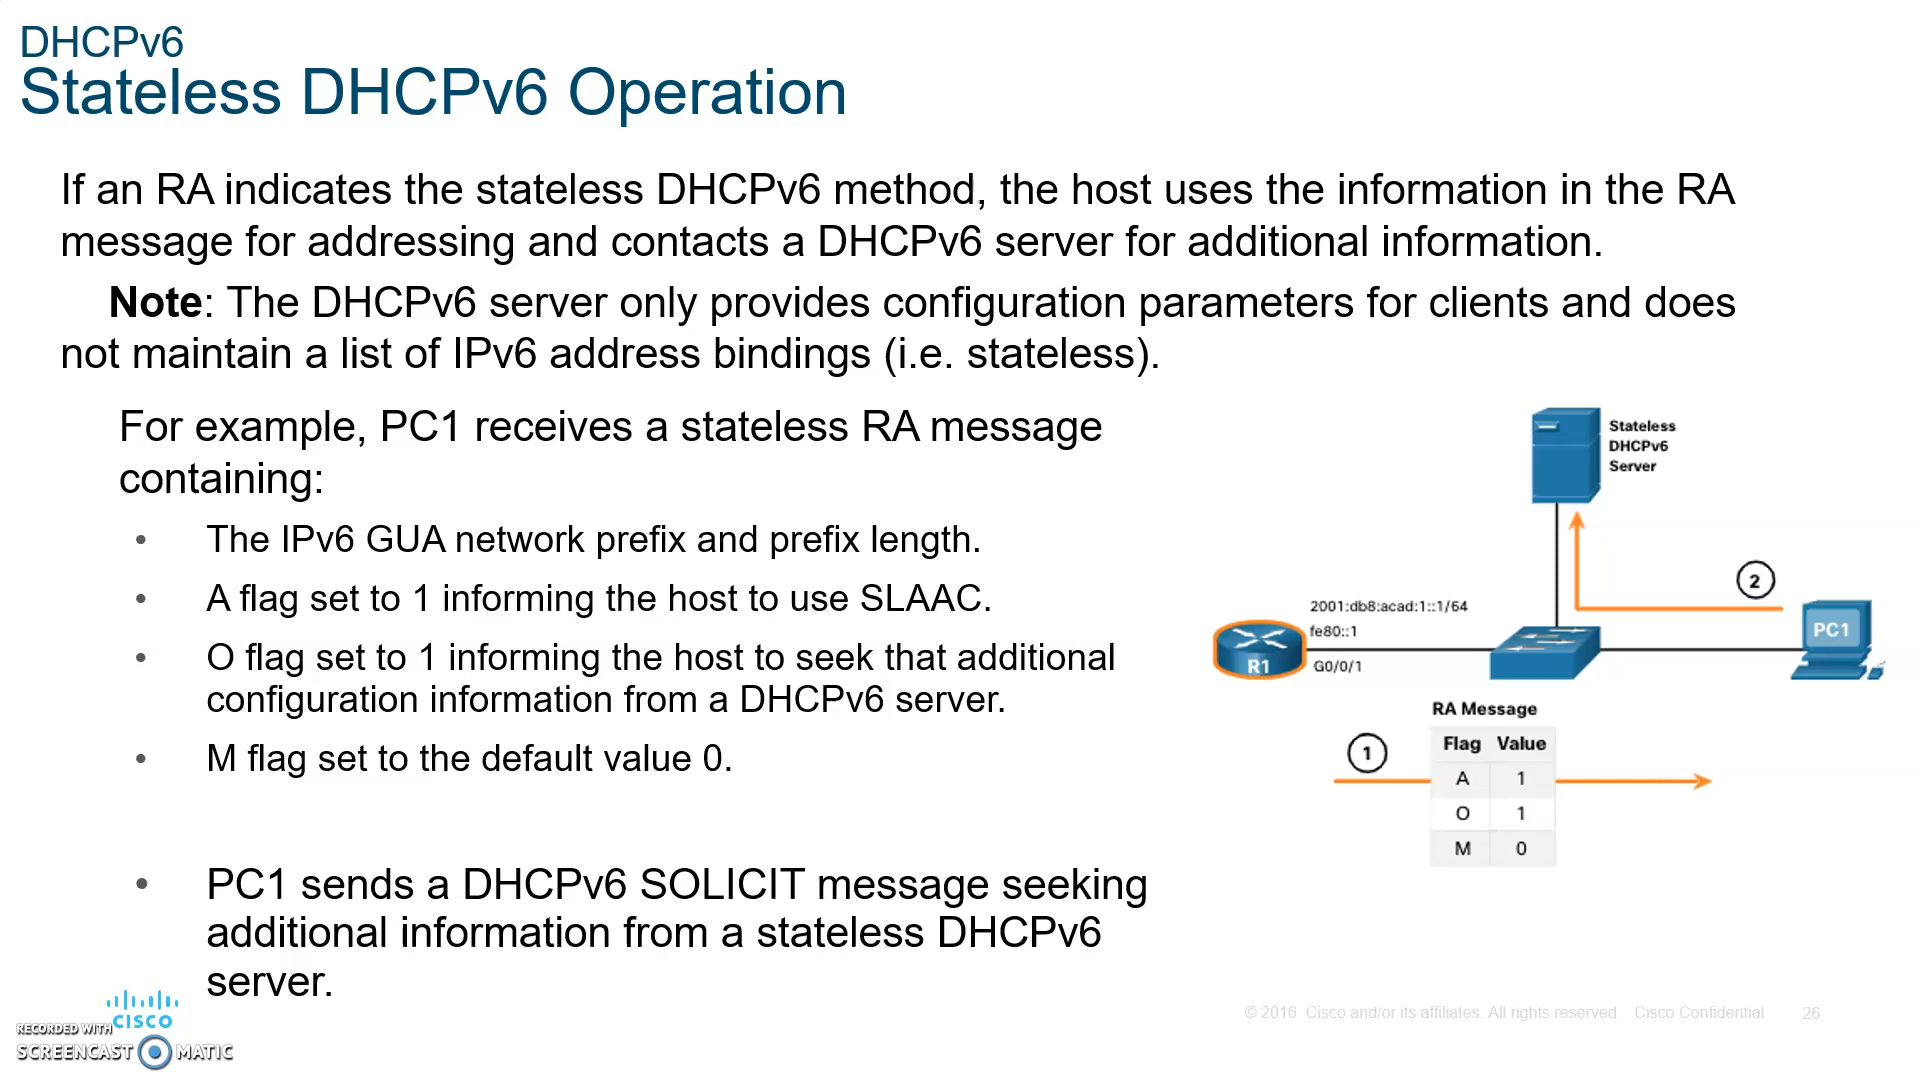 DHCPv6
Stateless DHCPv6 Operation
If an RA indicates the stateless DHCPv6 method, the host uses the information in the RA
message for addressing and contacts a DHCPv6 server for additional information.
Note: The DHCPv6 server only provides configuration parameters for clients and does
not maintain a list of IPv6 address bindings (i.e. stateless).
For example, PC1 receives a stateless RA message
containing:
• The IPv6 GUA network prefix and prefix length.
• A flag set to 1 informing the host to use SLAAC.
• O flag set to 1 informing the host to seek that additional
configuration information from a DHCPv6 server.
• M flag set to the default value 0.
• PC1 sends a DHCPv6 SOLICIT message seeking
additional information from a stateless DHCPv6
server.
Stateless
DHCPv6
Server
2
2001:db8:acad:1::1/64
fe80::1
G0/0/1
R1
PC1
RA Message
1
Flag Value
A 1
O 1
M 0
CISCO
RECORDED WITH
SCREENCAST MATIC
© 2016 Cisco and/or its affiliates. All rights reserved. Cisco Confidential 26